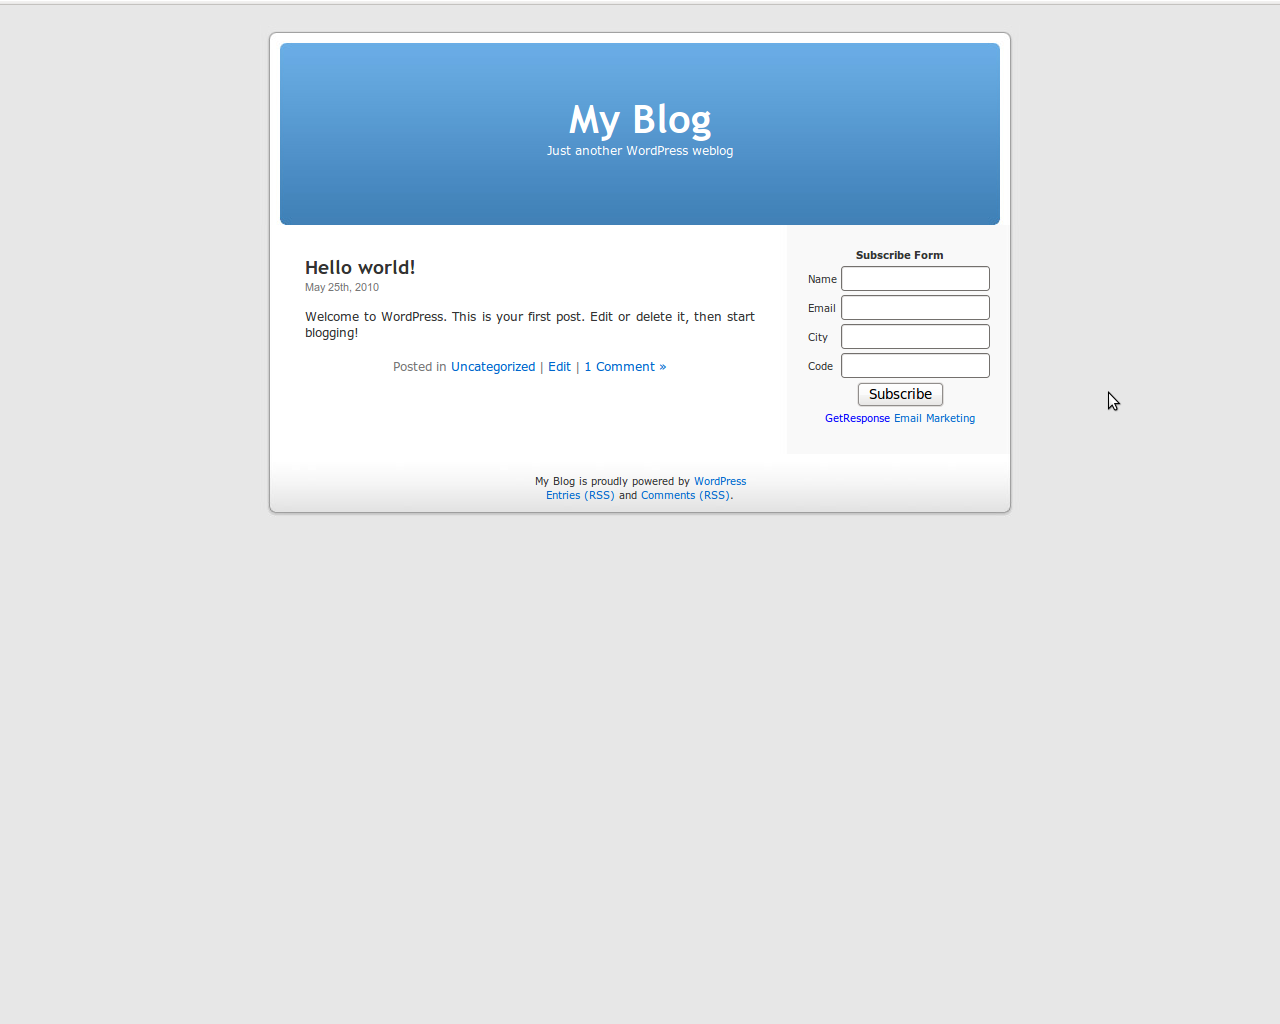 My Blog
Just another WordPress weblog
Hello world!
May 25th, 2010
Welcome to WordPress. This is your first post. Edit or delete it, then start
blogging!
Posted in Uncategorized | Edit | 1 Comment »
Subscribe Form
Name
Email
City
Code
Subscribe
GetResponse Email Marketing
My Blog is proudly powered by WordPress
Entries (RSS) and Comments (RSS).